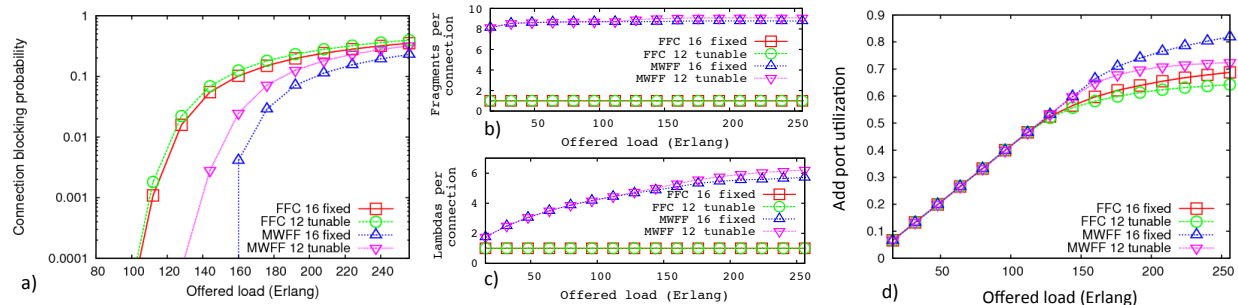 Connection blocking probability
1
0.1
0.01
0.001
0.0001
80 100 120 140 160 180 200 220 240
Offered load (Erlang)
FFC 16 fixed
FFC 12 tunable
MWFF 16 fixed
MWFF 12 tunable
a)
Fragments per
connection
10
8
6
4
2
0
50 100 150 200 250
Offered load (Erlang)
FFC 16 fixed
FFC 12 tunable
MWFF 16 fixed
MWFF 12 tunable
b)
Lambdas per
connection
6
4
2
0
50 100 150 200 250
Offered load (Erlang)
FFC 16 fixed
FFC 12 tunable
MWFF 16 fixed
MWFF 12 tunable
c)
Add port utilization
0.9
0.8
0.7
0.6
0.5
0.4
0.3
0.2
0.1
0
50 100 150 200 250
Offered load (Erlang)
FFC 16 fixed
FFC 12 tunable
MWFF 16 fixed
MWFF 12 tunable
d)